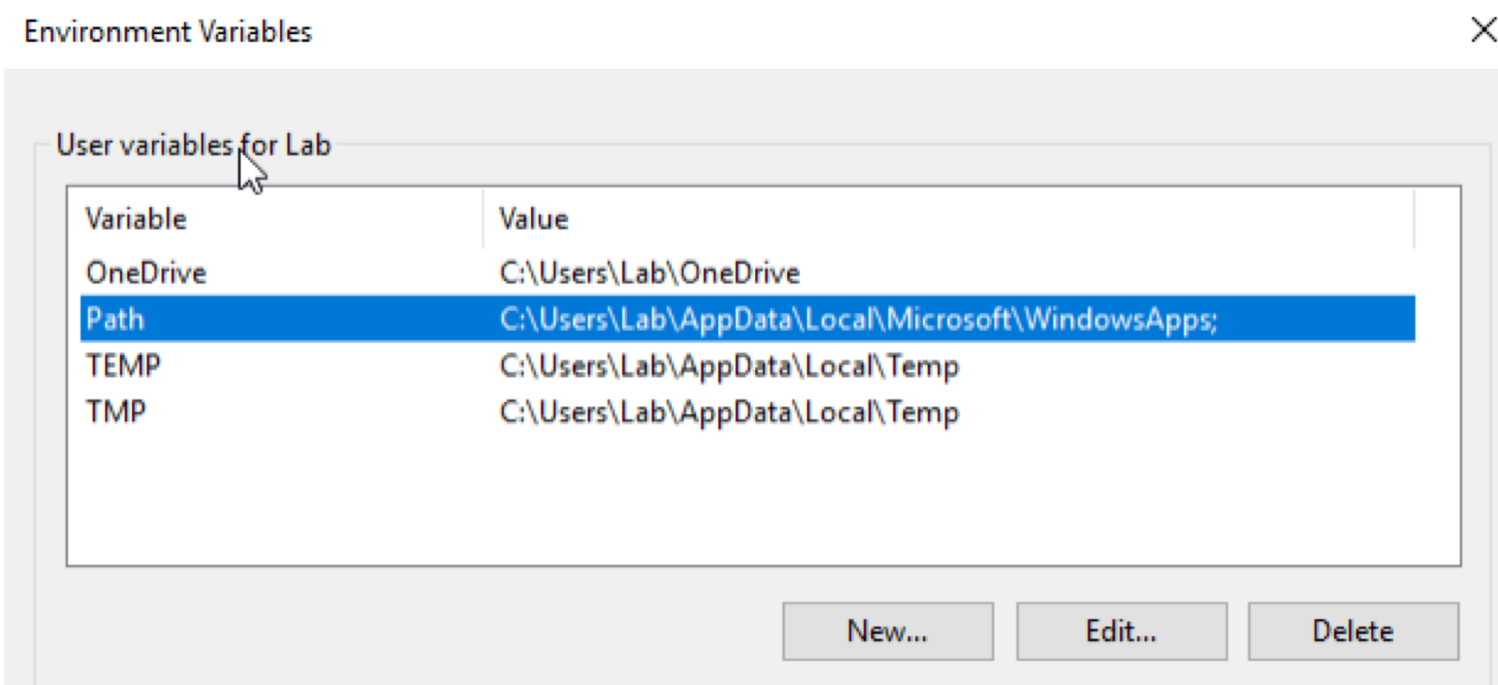 Environment Variables
User variables for Lab
Variable Value
OneDrive C:\Users\Lab\OneDrive
Path C:\Users\Lab\AppData\Local\Microsoft\WindowsApps;
TEMP C:\Users\Lab\AppData\Local\Temp
TMP C:\Users\Lab\AppData\Local\Temp
New... Edit... Delete